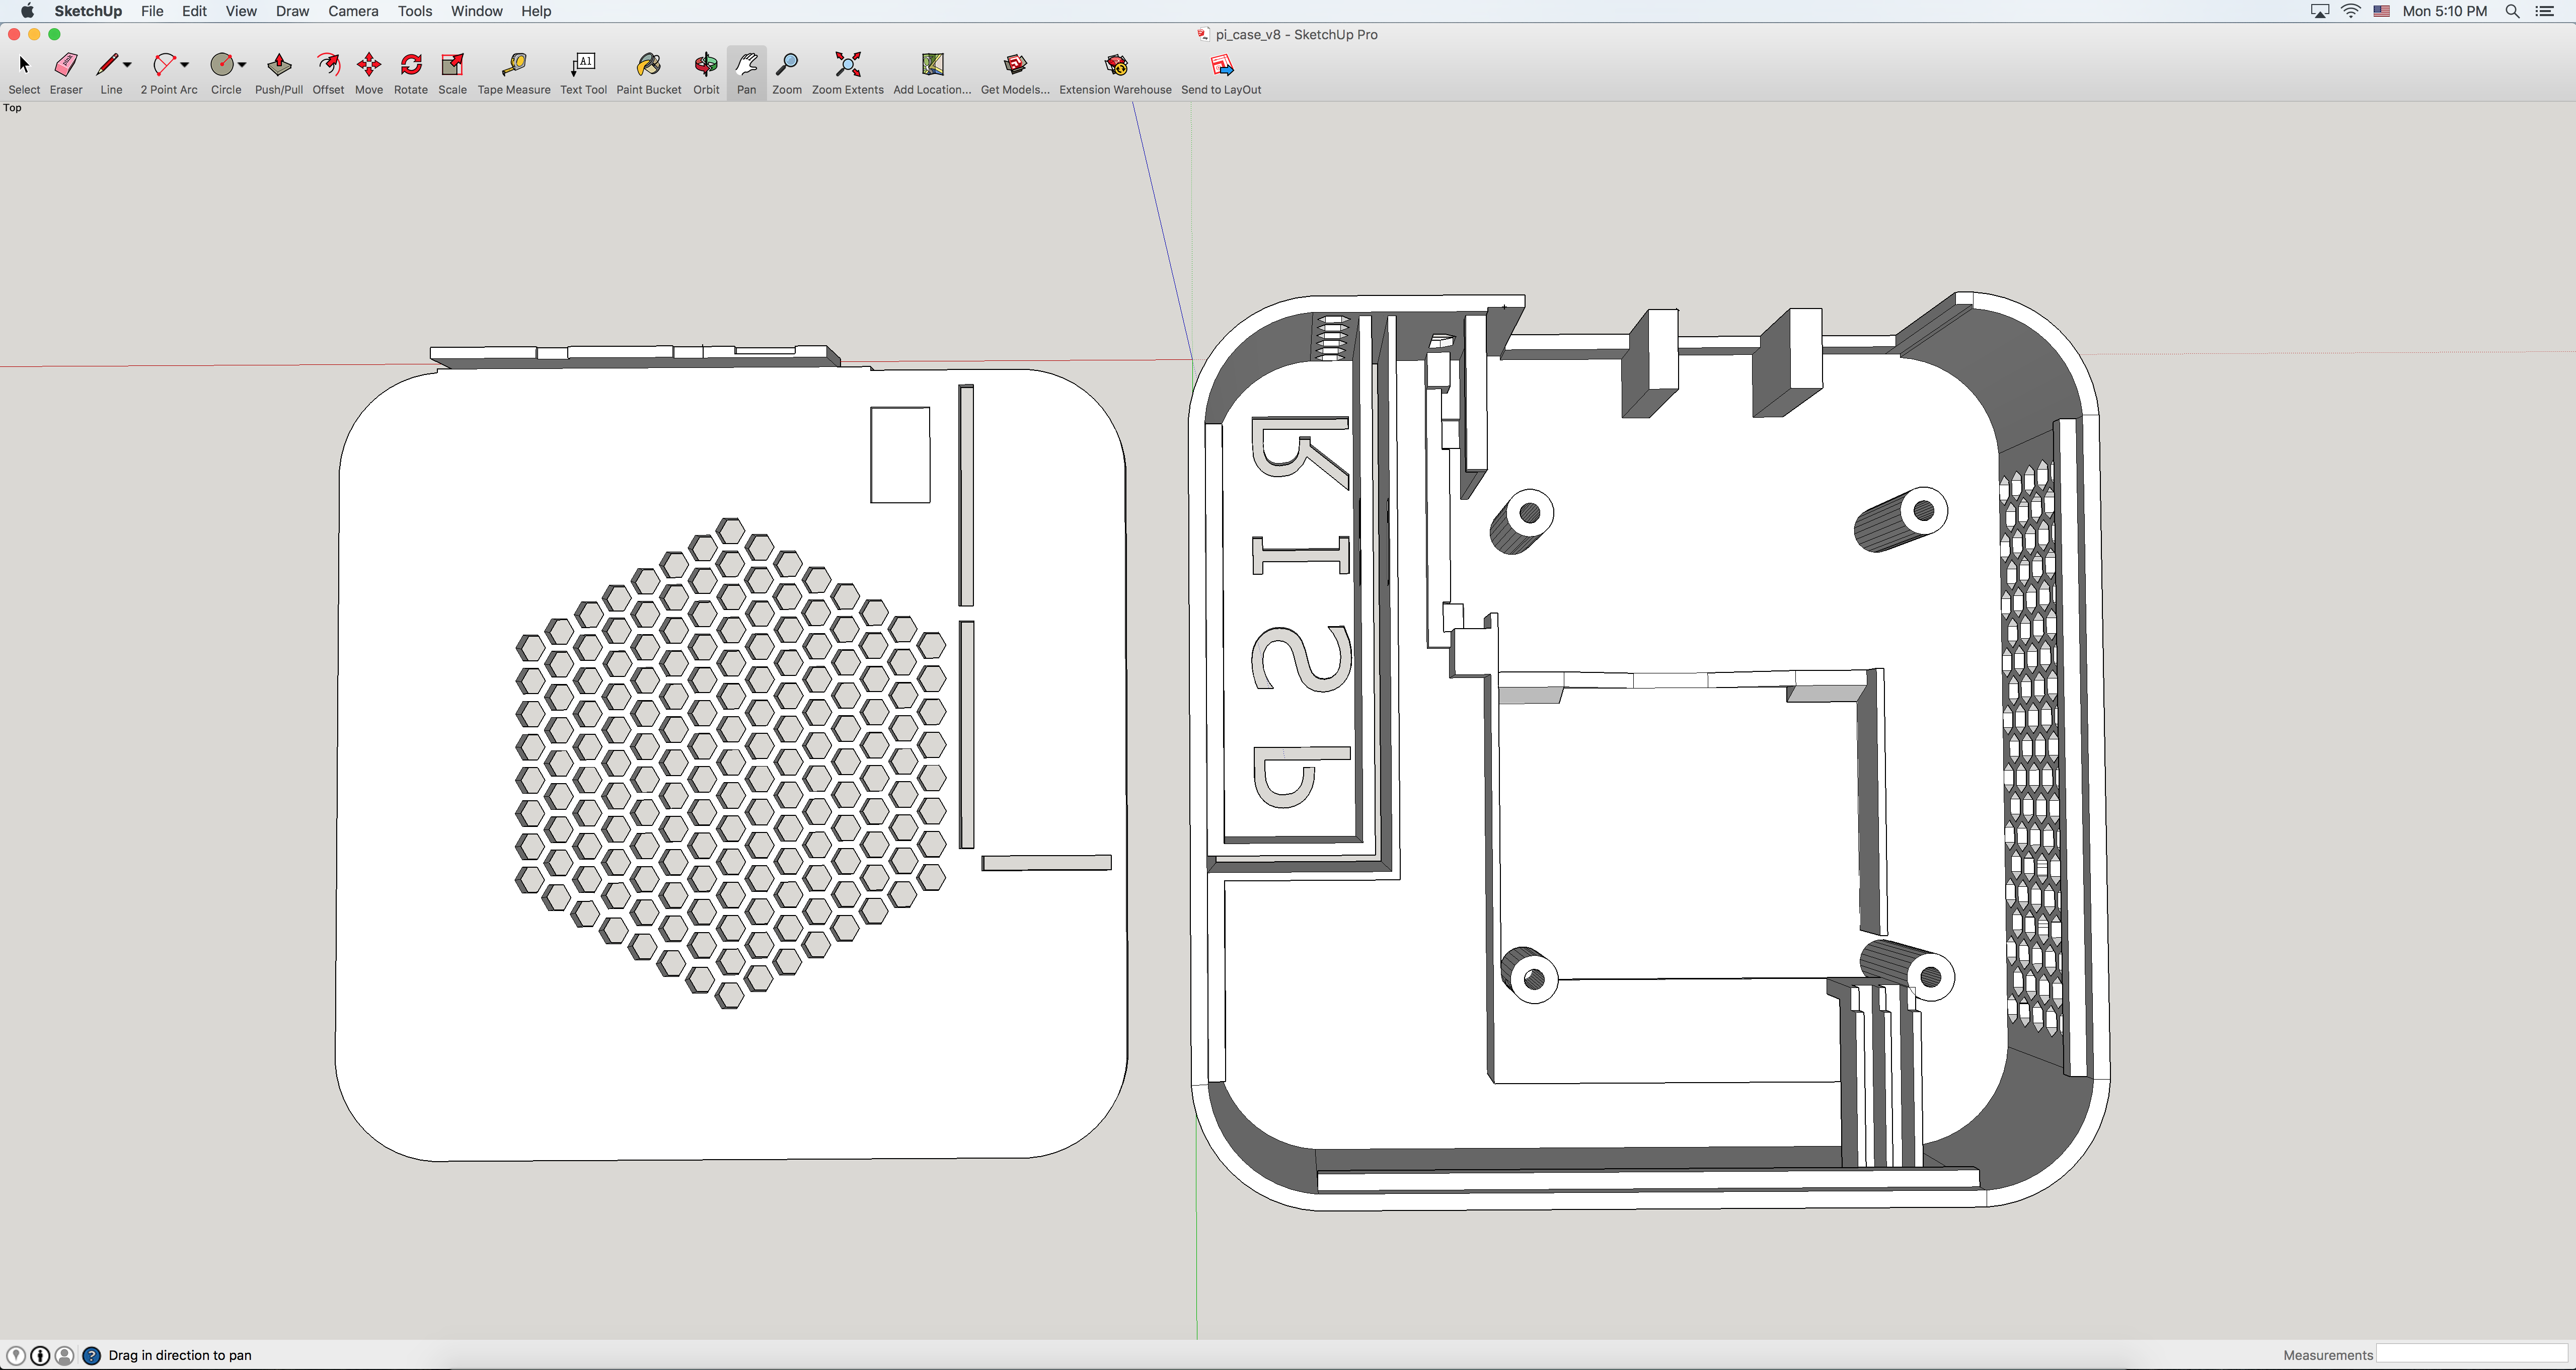 SketchUp File Edit View Draw Camera Tools Window Help Mon 5:10 PM
pi_case_v8 - SketchUp Pro
A1
Select Eraser Line 2 Point Arc Circle Push/Pull Offset Move Rotate Scale Tape Measure Text Tool Paint Bucket Orbit Pan Zoom Zoom Extents Add Location... Get Models... Extension Warehouse Send to LayOut
Top
RISP
? Drag in direction to pan Measurements